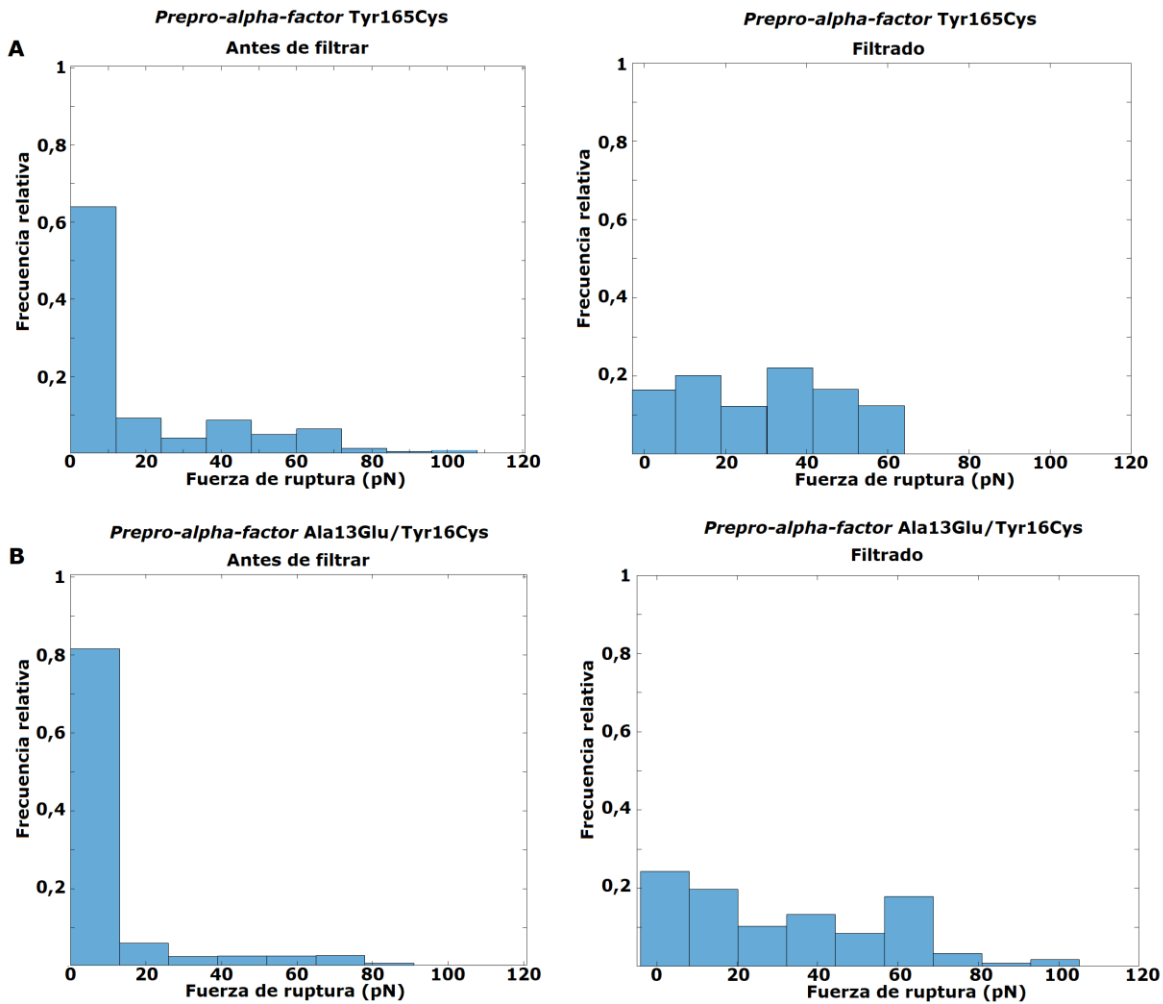 Prepro-alpha-factor Tyr165Cys
A
Antes de filtrar
Frecuencia relativa
1
0,8
0,6
0,4
0,2
0 20 40 60 80 100 120
Fuerza de ruptura (pN)
Prepro-alpha-factor Tyr165Cys
Filtrado
Frecuencia relativa
1
0,8
0,6
0,4
0,2
0 20 40 60 80 100 120
Fuerza de ruptura (pN)
Prepro-alpha-factor Ala13Glu/Tyr16Cys
B
Antes de filtrar
Frecuencia relativa
1
0,8
0,6
0,4
0,2
0 20 40 60 80 100 120
Fuerza de ruptura (pN)
Prepro-alpha-factor Ala13Glu/Tyr16Cys
Filtrado
Frecuencia relativa
1
0,8
0,6
0,4
0,2
0 20 40 60 80 100 120
Fuerza de ruptura (pN)